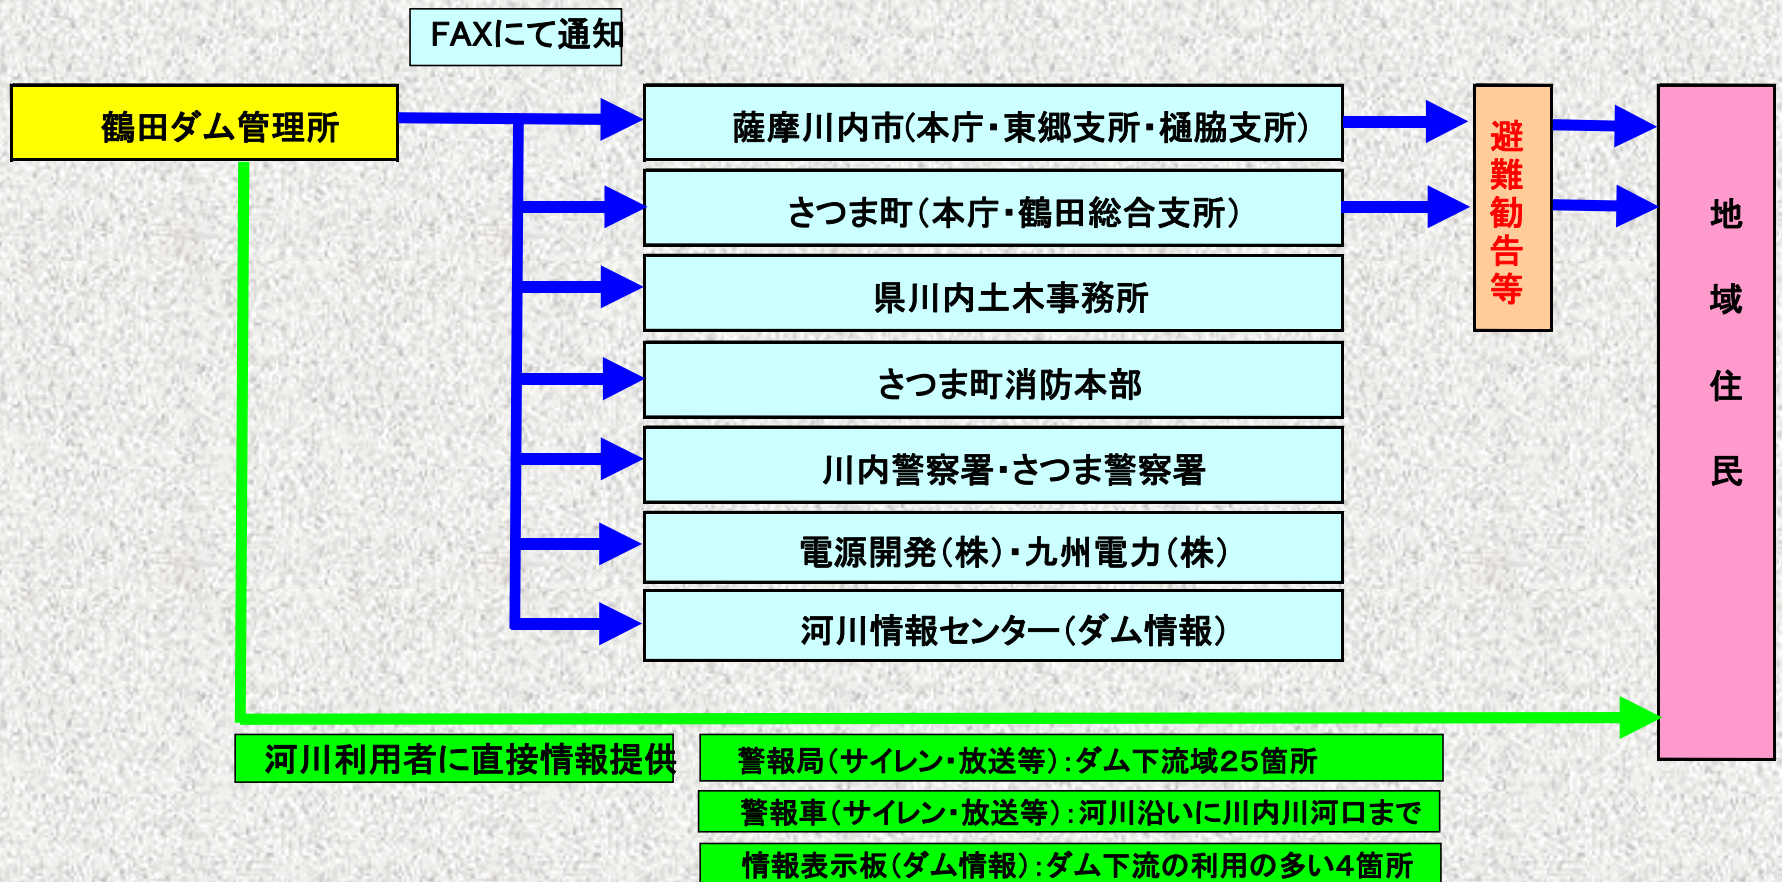 FAXにて通知
鶴田ダム管理所
薩摩川内市(本庁・東郷支所・樋脇支所)
さつま町(本庁・鶴田総合支所)
県川内土木事務所
さつま町消防本部
川内警察署・さつま警察署
電源開発(株)・九州電力(株)
河川情報センター(ダム情報)
避難勧告等
地域住民
河川利用者に直接情報提供
警報局(サイレン・放送等):ダム下流域25箇所
警報車(サイレン・放送等):河川沿いに川内川河口まで
情報表示板(ダム情報):ダム下流の利用の多い4箇所